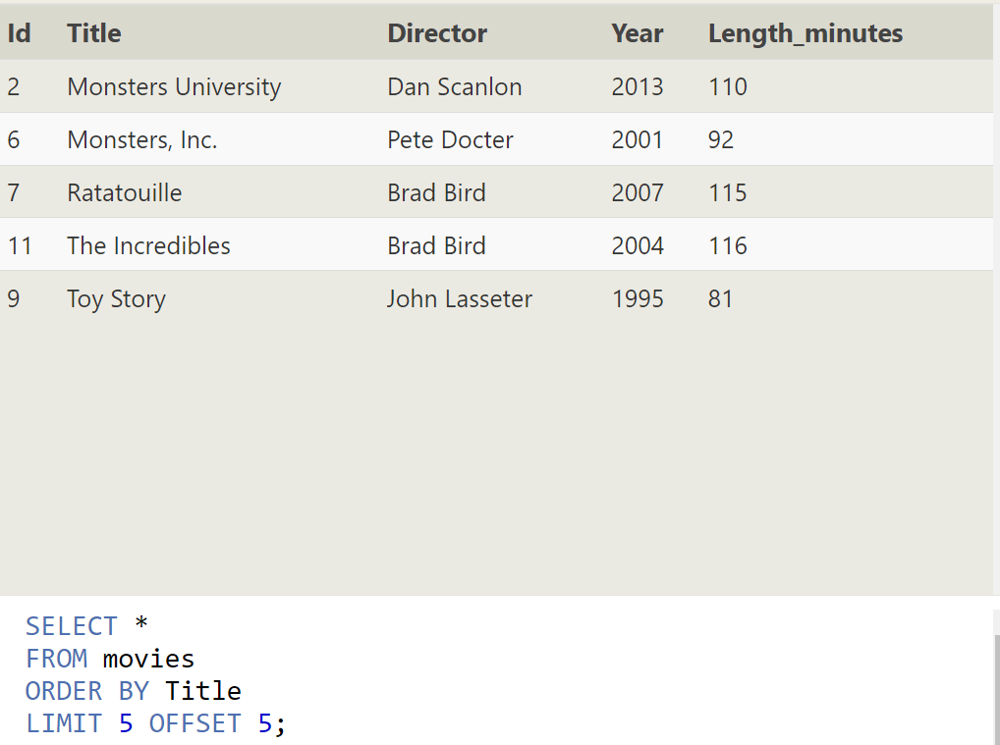 Id Title Director Year Length_minutes
2 Monsters University Dan Scanlon 2013 110
6 Monsters, Inc. Pete Docter 2001 92
7 Ratatouille Brad Bird 2007 115
11 The Incredibles Brad Bird 2004 116
9 Toy Story John Lasseter 1995 81
SELECT *
FROM movies
ORDER BY Title
LIMIT 5 OFFSET 5;